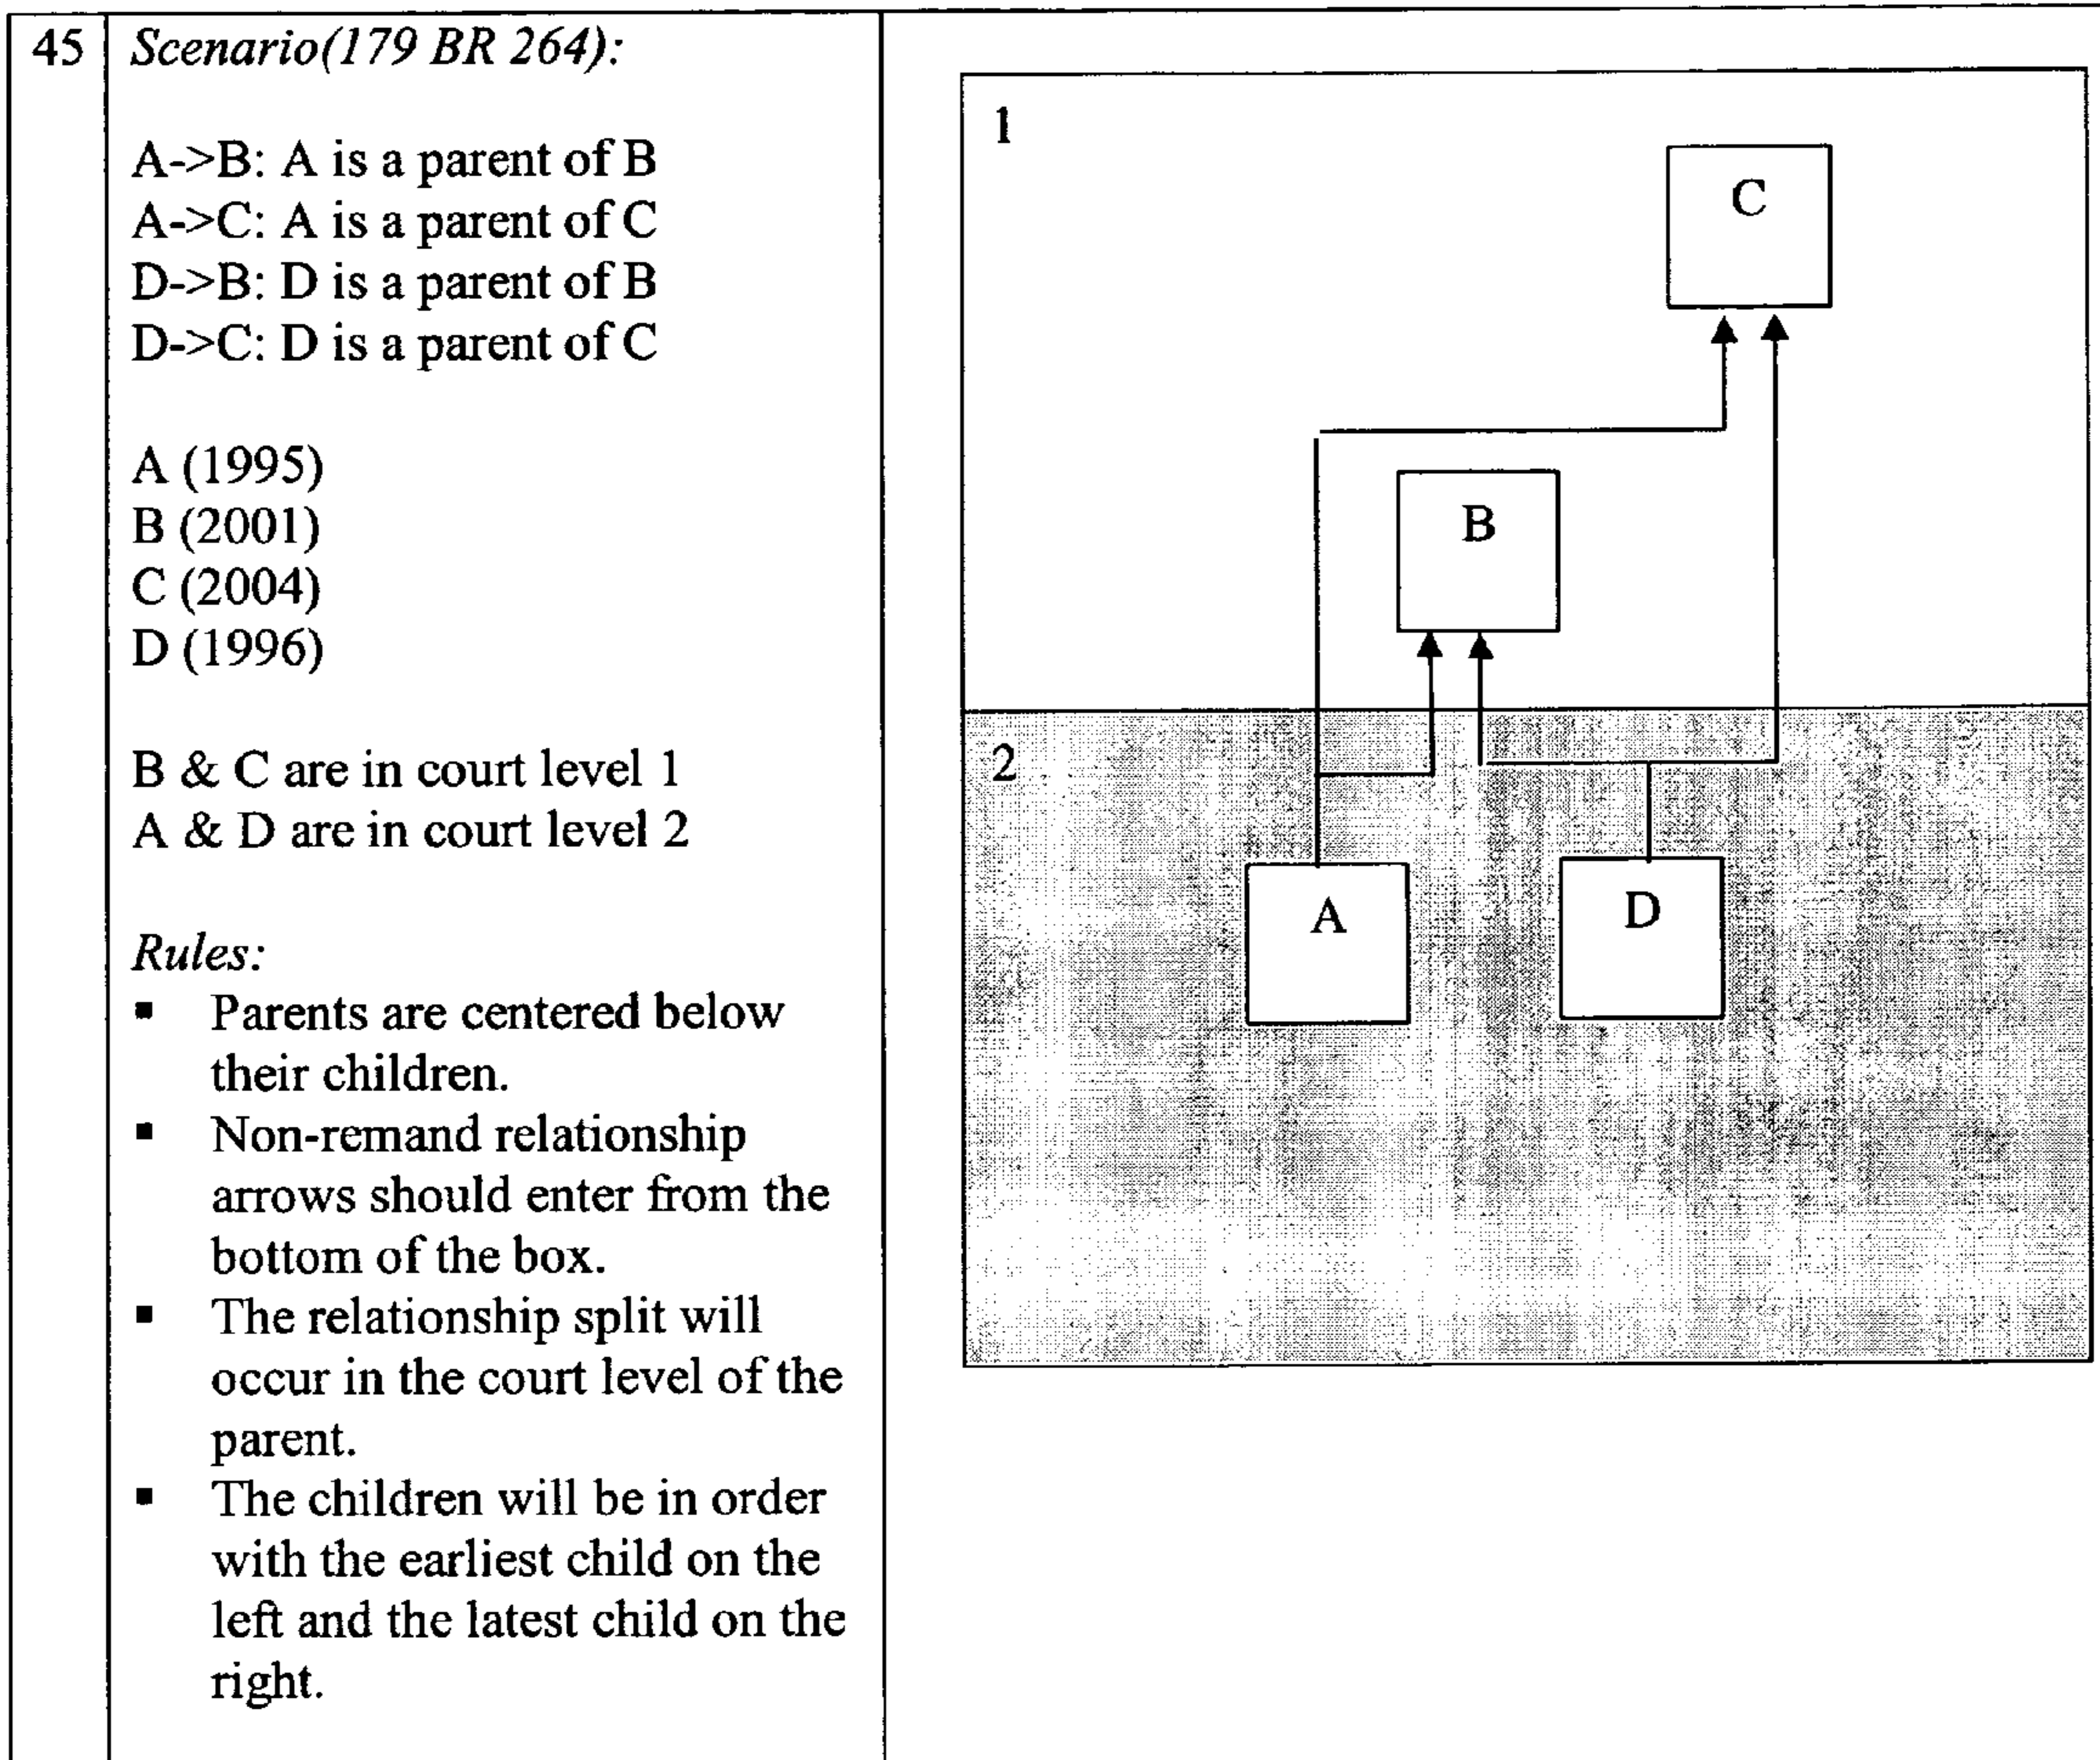 45
Scenario(179 BR 264):
A->B: A is a parent of B
A->C: A is a parent of C
D->B: D is a parent of B
D->C: D is a parent of C
A (1995)
B (2001)
C (2004)
D (1996)
B & C are in court level 1
A & D are in court level 2
Rules:
▪ Parents are centered below
their children.
▪ Non-remand relationship
arrows should enter from the
bottom of the box.
▪ The relationship split will
occur in the court level of the
parent.
▪ The children will be in order
with the earliest child on the
left and the latest child on the
right.
1
C
B
2
A
D